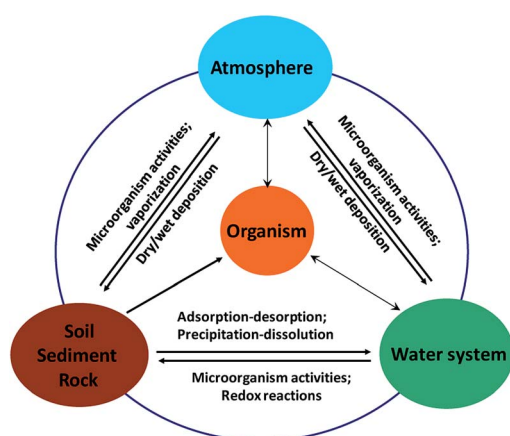 Atmosphere
Microorganism activities;
vaporization
Dry/wet deposition
Microorganism activities;
vaporization
Dry/wet deposition
Organism
Soil
Sediment
Rock
Adsorption-desorption;
Precipitation-dissolution
Microorganism activities;
Redox reactions
Water system